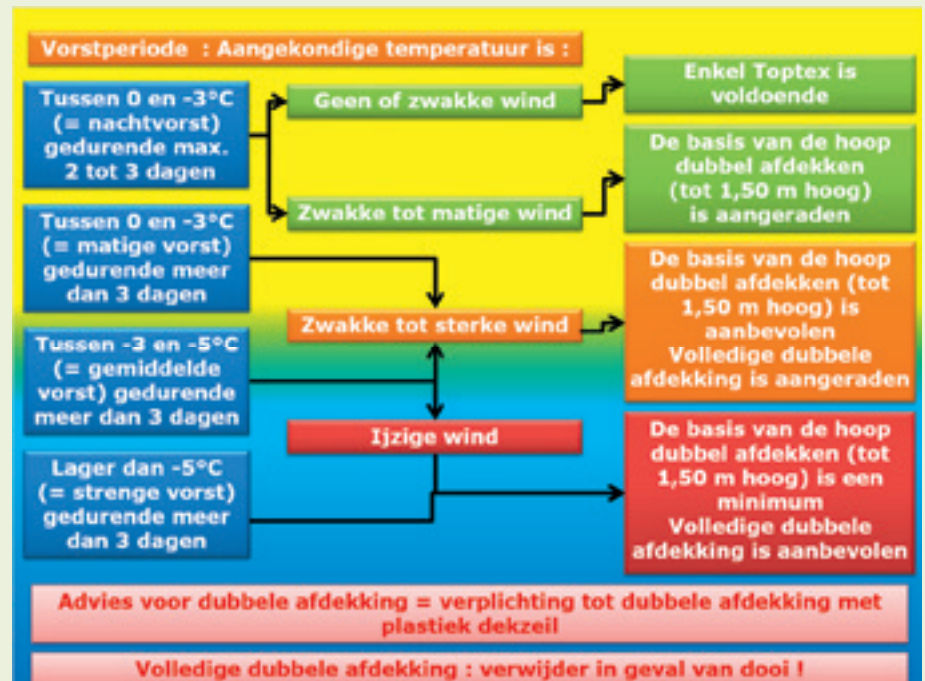 Vorstperiode : Aangekondige temperatuur is :
Tussen 0 en -3°C
(= nachtvorst)
gedurende max.
2 tot 3 dagen
Geen of zwakke wind
Enkel Toptex is
voldoende
Zwakke tot matige wind
De basis van de hoop
dubbel afdekken
(tot 1,50 m hoog)
is aangeraden
Tussen 0 en -3°C
(= matige vorst)
gedurende meer
dan 3 dagen
Zwakke tot sterke wind
De basis van de hoop
dubbel afdekken (tot
1,50 m hoog) is
aanbevolen
Volledige dubbele
afdekking is aangeraden
Tussen -3 en -5°C
(= gemiddelde
vorst) gedurende
meer dan 3 dagen
Ijzige wind
De basis van de hoop
dubbel afdekken (tot
1,50 m hoog) is een
minimum
Volledige dubbele
afdekking is aanbevolen
Lager dan -5°C
(= strenge vorst)
gedurende meer
dan 3 dagen
Advies voor dubbele afdekking = verplichting tot dubbele afdekking met
plastiek dekzeil
Volledige dubbele afdekking : verwijder in geval van dooi !